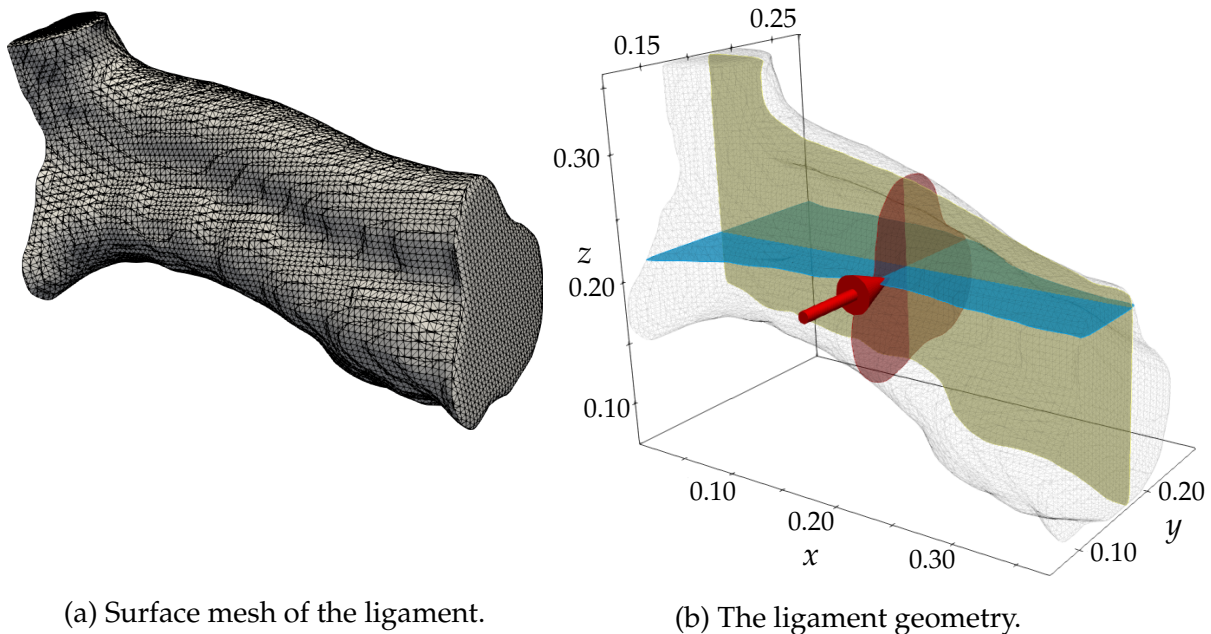 0.15
0.25
z
0.30
0.20
0.10
0.10
0.20
0.30
x
0.10
0.20
y
(a) Surface mesh of the ligament.
(b) The ligament geometry.